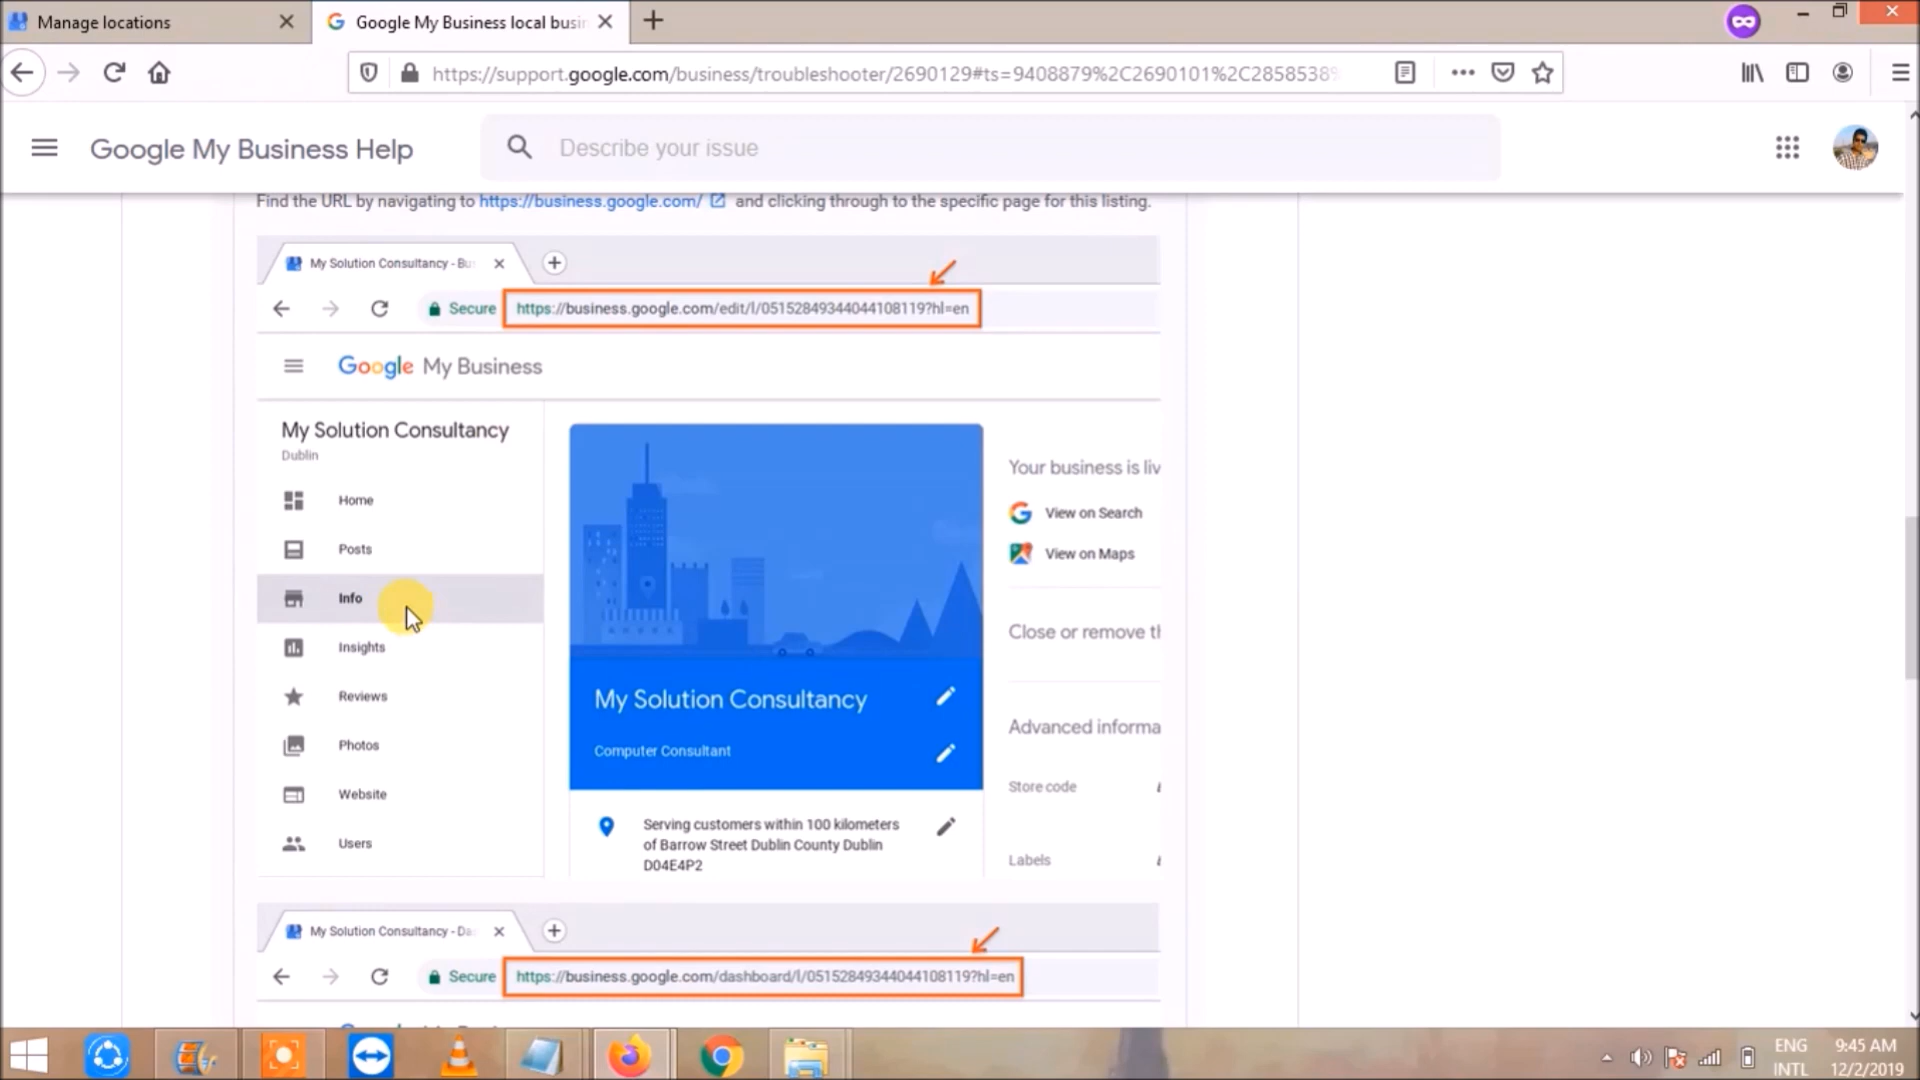 Manage locations
Google My Business local busi
https://support.google.com/business/troubleshooter/2690129#ts=9408879%2C2690101%2C2858538%
Google My Business Help
Describe your issue
Find the URL by navigating to https://business.google.com/ and clicking through to the specific page for this listing.
My Solution Consultancy - Bu
Secure https://business.google.com/edit/l/05152849344044108119?hl=en
Google My Business
My Solution Consultancy
Dublin
Home
Posts
Info
Insights
Reviews
Photos
Website
Users
My Solution Consultancy
Computer Consultant
Serving customers within 100 kilometers
of Barrow Street Dublin County Dublin
D04E4P2
Your business is liv
View on Search
View on Maps
Close or remove th
Advanced informa
Store code
Labels
My Solution Consultancy - Da
Secure https://business.google.com/dashboard/l/05152849344044108119?hl=en
ENG
INTL
9:45 AM
12/2/2019